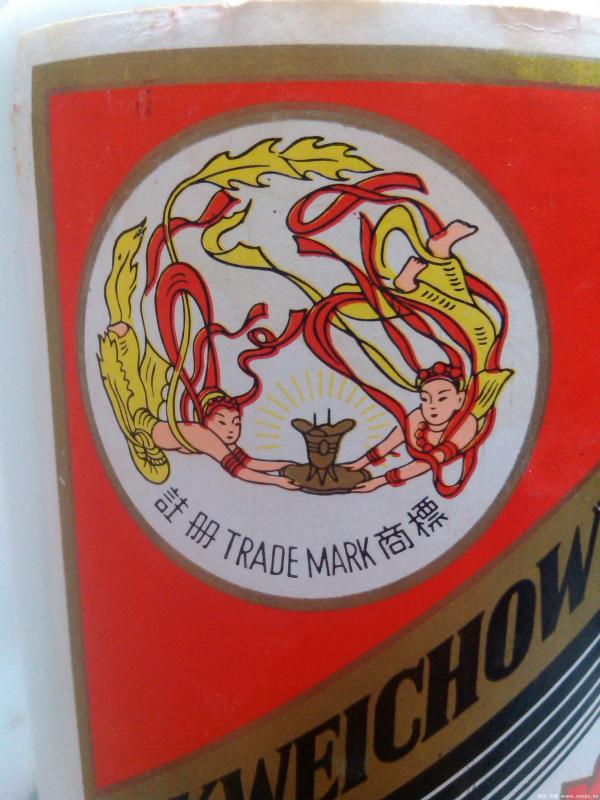 註册 TRADE MARK 商標
KWEICHOW